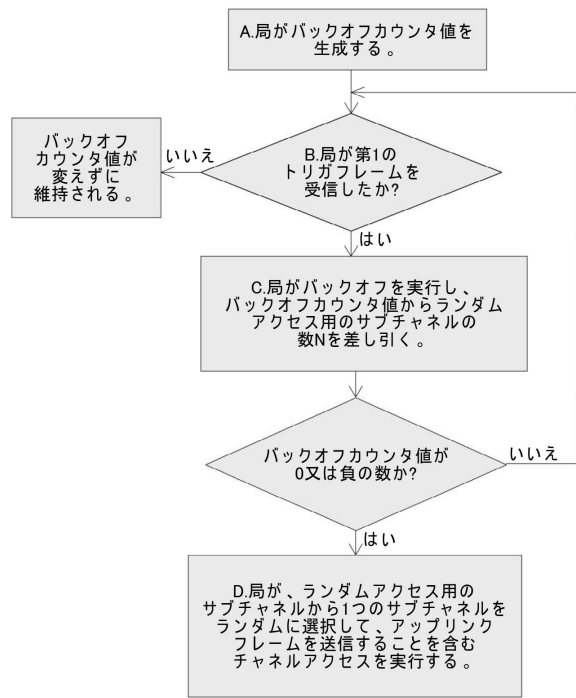 A.局がバックオフカウンタ値を
生成する。
B.局が第1の
トリガフレームを
受信したか?
いいえ
バックオフ
カウンタ値が
変えずに
維持される。
はい
C.局がバックオフを実行し、
バックオフカウンタ値からランダム
アクセス用のサブチャネルの
数Nを差し引く。
バックオフカウンタ値が
0又は負の数か?
いいえ
はい
D.局が、ランダムアクセス用の
サブチャネルから1つのサブチャネルを
ランダムに選択して、アップリンク
フレームを送信することを含む
チャネルアクセスを実行する。